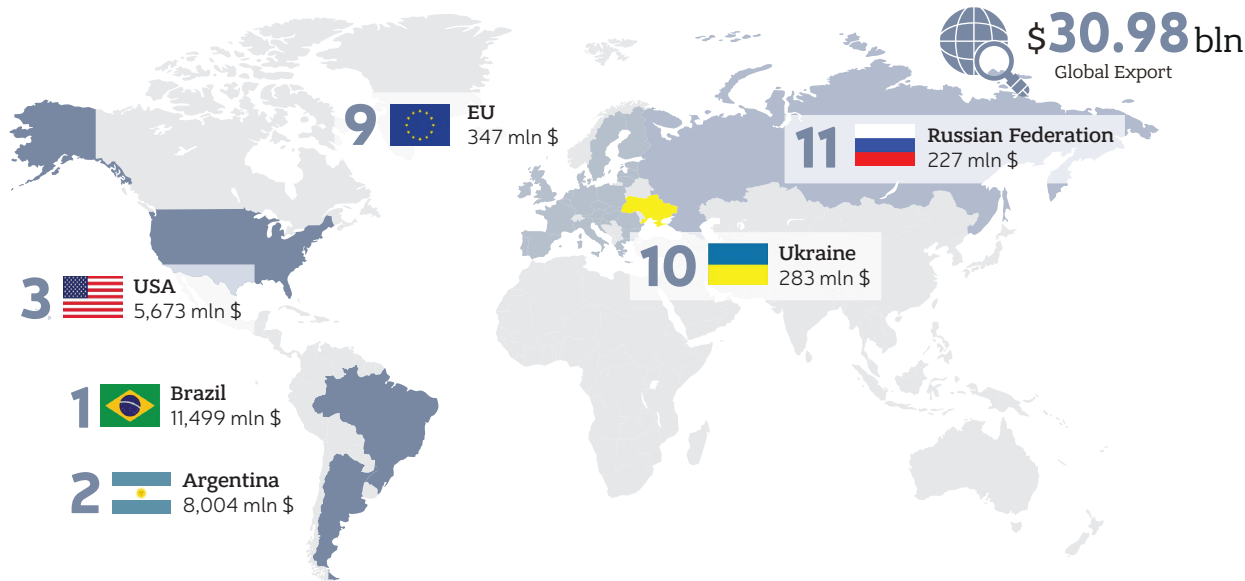 $30.98 bln
Global Export
9
EU
347 mln $
11
Russian Federation
227 mln $
10
Ukraine
283 mln $
3
USA
5,673 mln $
1
Brazil
11,499 mln $
2
Argentina
8,004 mln $